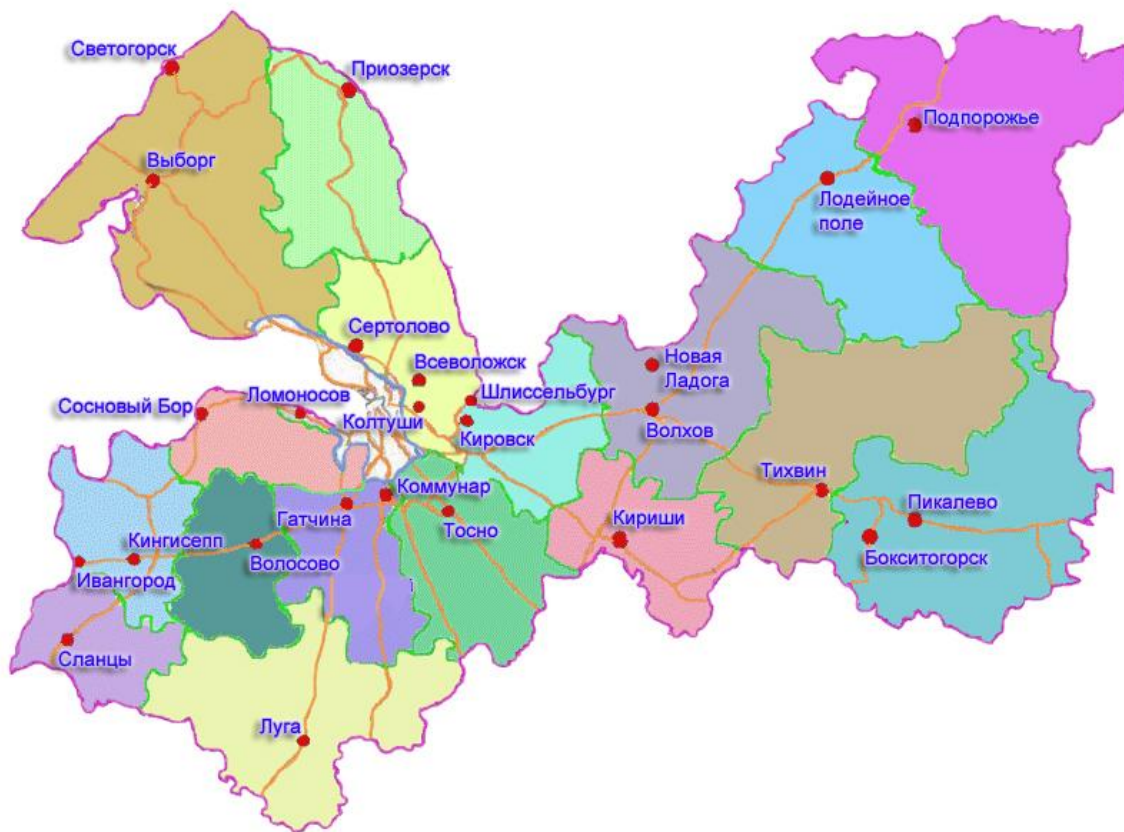 Светогорск
Приозерск
Подпорожье
Выборг
Лодейное
поле
Сертолово
Всеволожск
Новая
Ладога
Шлиссельбург
Сосновый Бор
Ломоносов
Колтуши
Кировск
Волхов
Тихвин
Коммунар
Пикалево
Гатчина
Тосно
Кириши
Кингисепп
Волосово
Бокситогорск
Ивангород
Сланцы
Луга